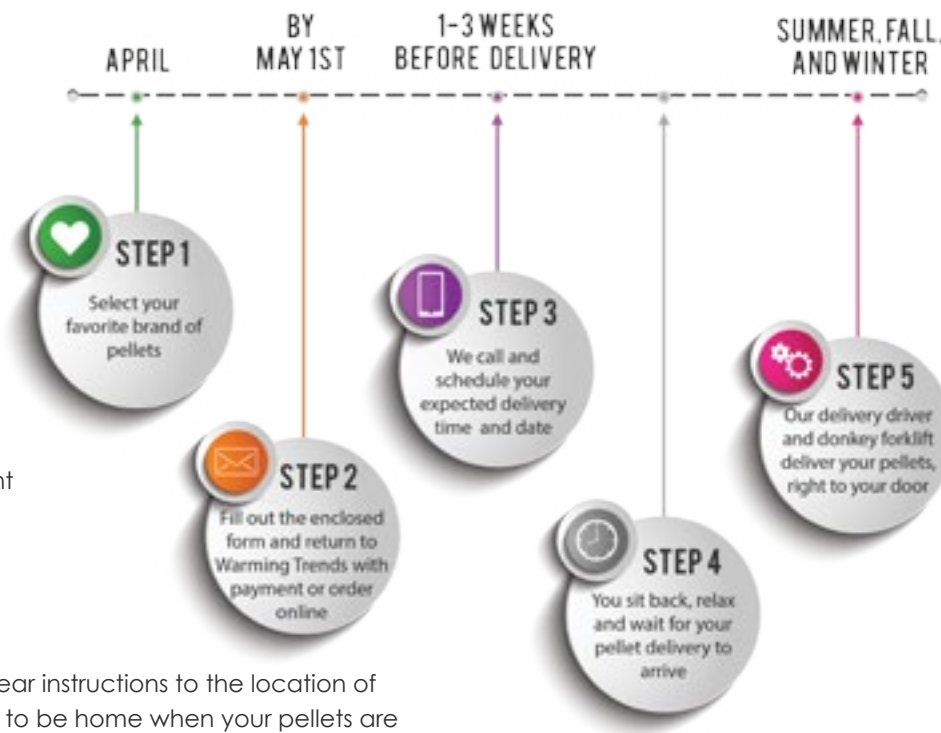 APRIL
BY
MAY 1ST
1-3 WEEKS
BEFORE DELIVERY
SUMMER, FALL,
AND WINTER
STEP 1
Select your
favorite brand of
pellets
STEP 2
Fill out the enclosed
form and return to
Warming Trends with
payment or order
online
STEP 3
We call and
schedule your
expected delivery
time and date
STEP 4
You sit back, relax
and wait for your
pellet delivery to
arrive
STEP 5
Our delivery driver
and donkey forklift
deliver your pellets,
right to your door
nt
ear instructions to the location of
to be home when your pellets are